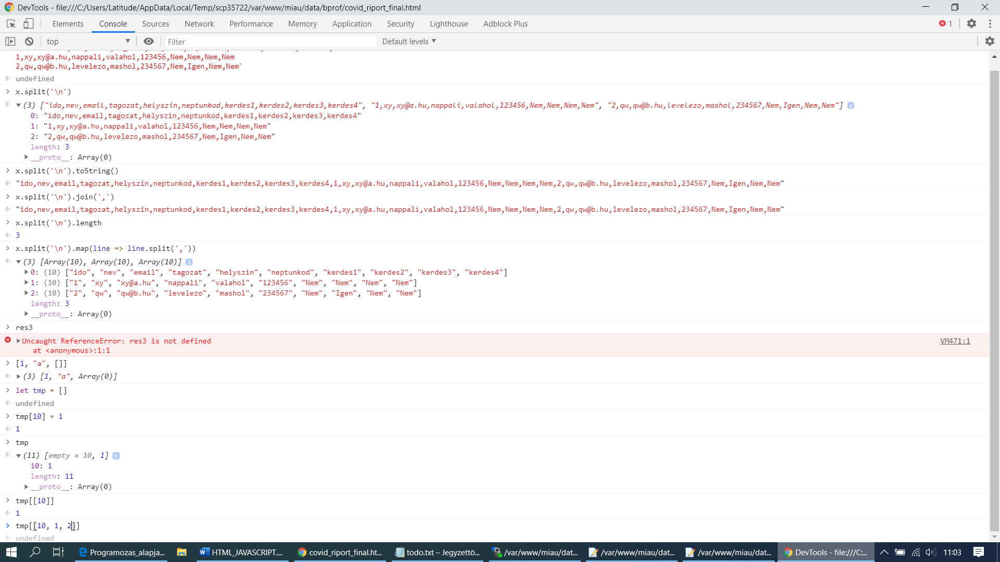 DevTools - file:///C:/Users/Latitude/AppData/Local/Temp/scp35722/var/www/miau/data/bprof/covid_riport_final.html
Elements Console Sources Network Performance Memory Application Security Lighthouse Adblock Plus 1
top Filter Default levels
1,xy,xy@a.hu,nappali,valahol,123456,Nem,Nem,Nem,Nem
2,qw,qw@b.hu,levelezo,mashol,234567,Nem,Igen,Nem,Nem`
undefined
x.split('\n')
(3) ["ido,nev,email,tagozat,helyszin,neptunkod,kerdes1,kerdes2,kerdes3,kerdes4", "1,xy,xy@a.hu,nappali,valahol,123456,Nem,Nem,Nem,Nem", "2,qw,qw@b.hu,levelezo,mashol,234567,Nem,Igen,Nem,Nem"]
0: "ido,nev,email,tagozat,helyszin,neptunkod,kerdes1,kerdes2,kerdes3,kerdes4"
1: "1,xy,xy@a.hu,nappali,valahol,123456,Nem,Nem,Nem,Nem"
2: "2,qw,qw@b.hu,levelezo,mashol,234567,Nem,Igen,Nem,Nem"
length: 3
__proto__: Array(0)
x.split('\n').toString()
"ido,nev,email,tagozat,helyszin,neptunkod,kerdes1,kerdes2,kerdes3,kerdes4,1,xy,xy@a.hu,nappali,valahol,123456,Nem,Nem,Nem,Nem,2,qw,qw@b.hu,levelezo,mashol,234567,Nem,Igen,Nem,Nem"
x.split('\n').join(',')
"ido,nev,email,tagozat,helyszin,neptunkod,kerdes1,kerdes2,kerdes3,kerdes4,1,xy,xy@a.hu,nappali,valahol,123456,Nem,Nem,Nem,Nem,2,qw,qw@b.hu,levelezo,mashol,234567,Nem,Igen,Nem,Nem"
x.split('\n').length
3
x.split('\n').map(line => line.split(','))
(3) [Array(10), Array(10), Array(10)]
0: (10) ["ido", "nev", "email", "tagozat", "helyszin", "neptunkod", "kerdes1", "kerdes2", "kerdes3", "kerdes4"]
1: (10) ["1", "xy", "xy@a.hu", "nappali", "valahol", "123456", "Nem", "Nem", "Nem", "Nem"]
2: (10) ["2", "qw", "qw@b.hu", "levelezo", "mashol", "234567", "Nem", "Igen", "Nem", "Nem"]
length: 3
__proto__: Array(0)
res3
Uncaught ReferenceError: res3 is not defined VM471:1
at <anonymous>:1:1
[1, "a", []]
(3) [1, "a", Array(0)]
let tmp = []
undefined
tmp[10] = 1
1
tmp
(11) [empty × 10, 1]
10: 1
length: 11
__proto__: Array(0)
tmp[[10]]
1
tmp[[10, 1, 2]]
undefined
Programozas_alapja... HTML_JAVASCRIPT.... covid_riport_final.ht... todo.txt – Jegyzettö... /var/www/miau/dat... /var/www/miau/dat... /var/www/miau/dat... DevTools - file:///C:... 11:03